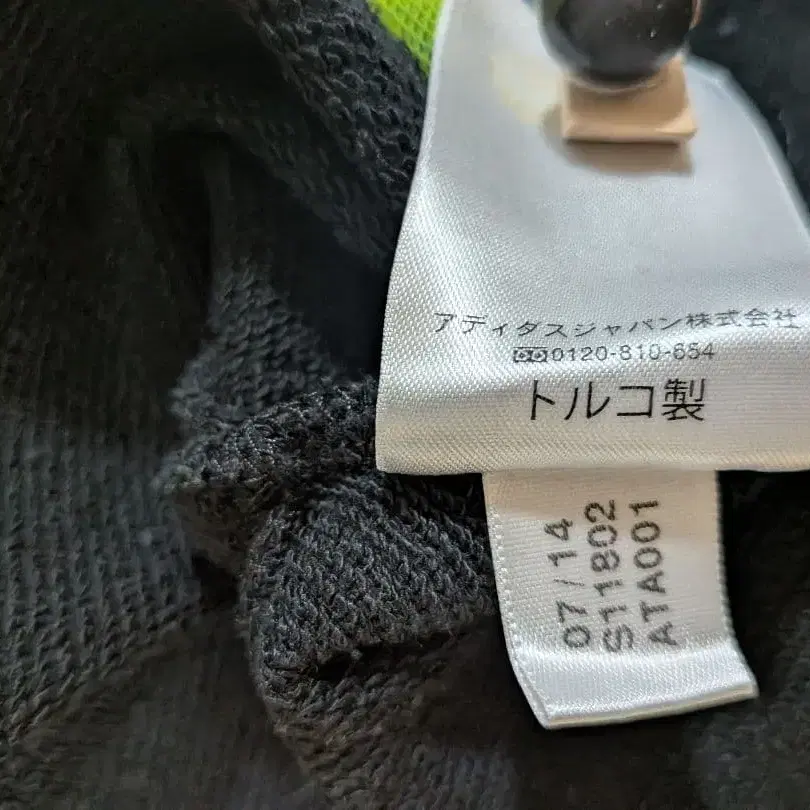 アディダスジャパン株式会社
0120-810-654
トルコ製
07/14
S11802
ATA001